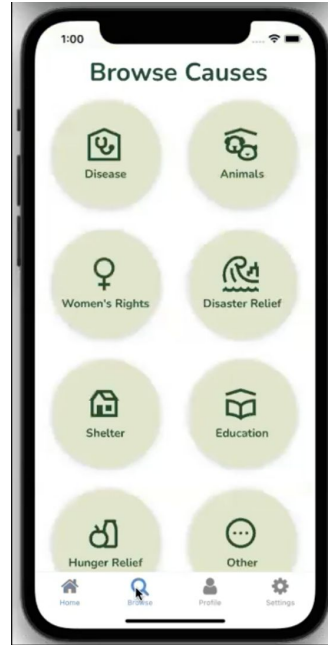 1:00
Browse Causes
Disease
Animals
Women's Rights
Disaster Relief
Shelter
Education
Hunger Relief
Other
Home
Browse
Profile
Settings